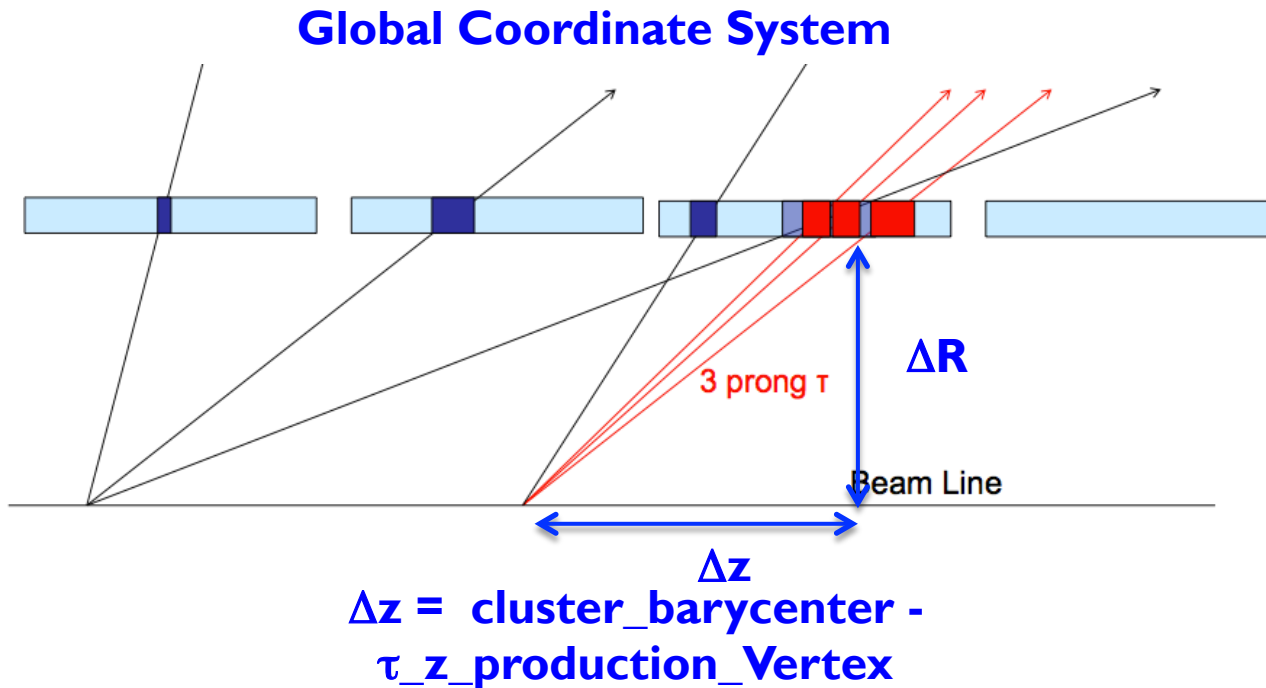 Global Coordinate System
ΔR
3 prong τ
Beam Line
Δz
Δz = cluster_barycenter -
τ_z_production_Vertex